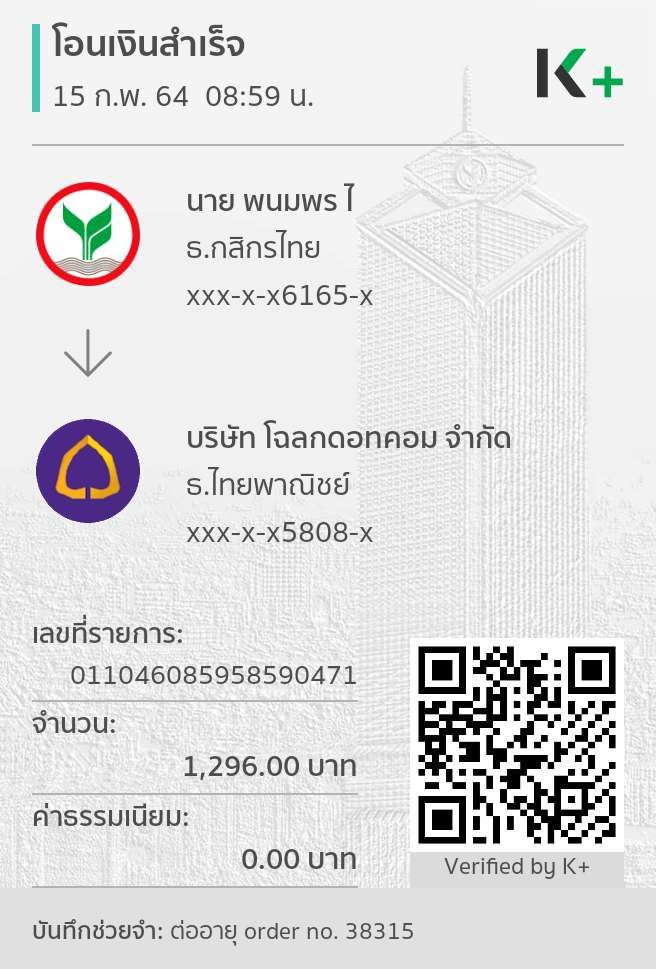 โอนเงินสำเร็จ
15 ก.พ. 64 08:59 น.
K+
นาย พนมพร ไ
ธ.กสิกรไทย
xxx-x-x6165-x
บริษัท โฉลกดอทคอม จำกัด
ธ.ไทยพาณิชย์
xxx-x-x5808-x
เลขที่รายการ:
011046085958590471
จำนวน:
1,296.00 บาท
ค่าธรรมเนียม:
0.00 บาท
Verified by K+
บันทึกช่วยจำ: ต่ออายุ order no. 38315